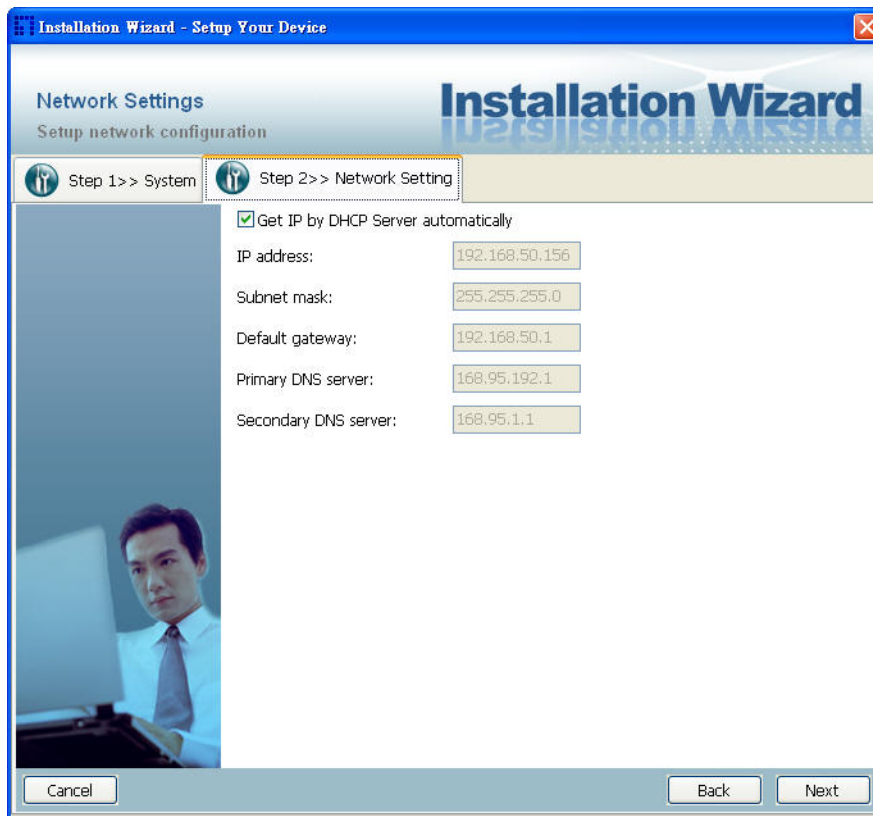 Installation Wizard - Setup Your Device
Network Settings
Setup network configuration
Installation Wizard
Step 1>> System
Step 2>> Network Setting
Get IP by DHCP Server automatically
IP address: 192.168.50.156
Subnet mask: 255.255.255.0
Default gateway: 192.168.50.1
Primary DNS server: 168.95.192.1
Secondary DNS server: 168.95.1.1
Cancel
Back
Next